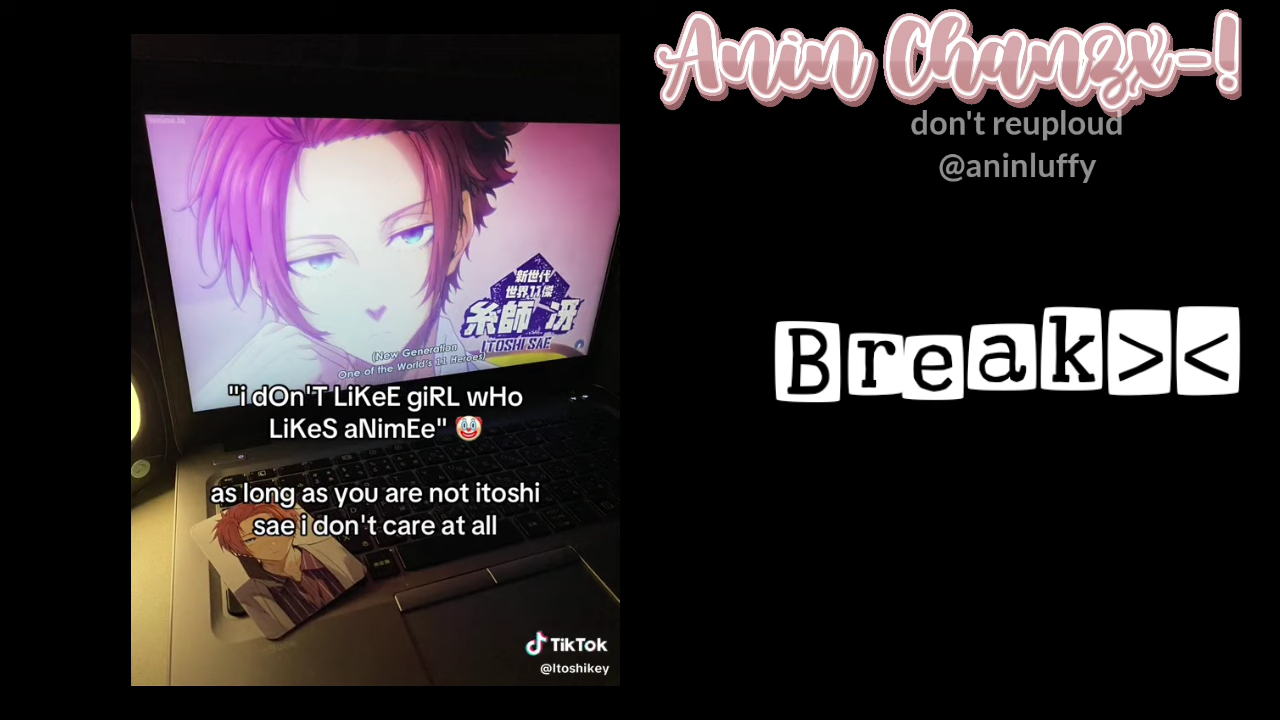 Anin Chanzx-!
don't reuploud
@aninluffy
新世代
世界11傑
糸師 冴
ITOSHI SAE
(New Generation
One of the World's 11 Heroes)
"i dOn'T LiKeE giRL wHo
LiKeS aNimEe" 🤡
as long as you are not itoshi
sae i don't care at all
TikTok
@Itoshikey
Break><